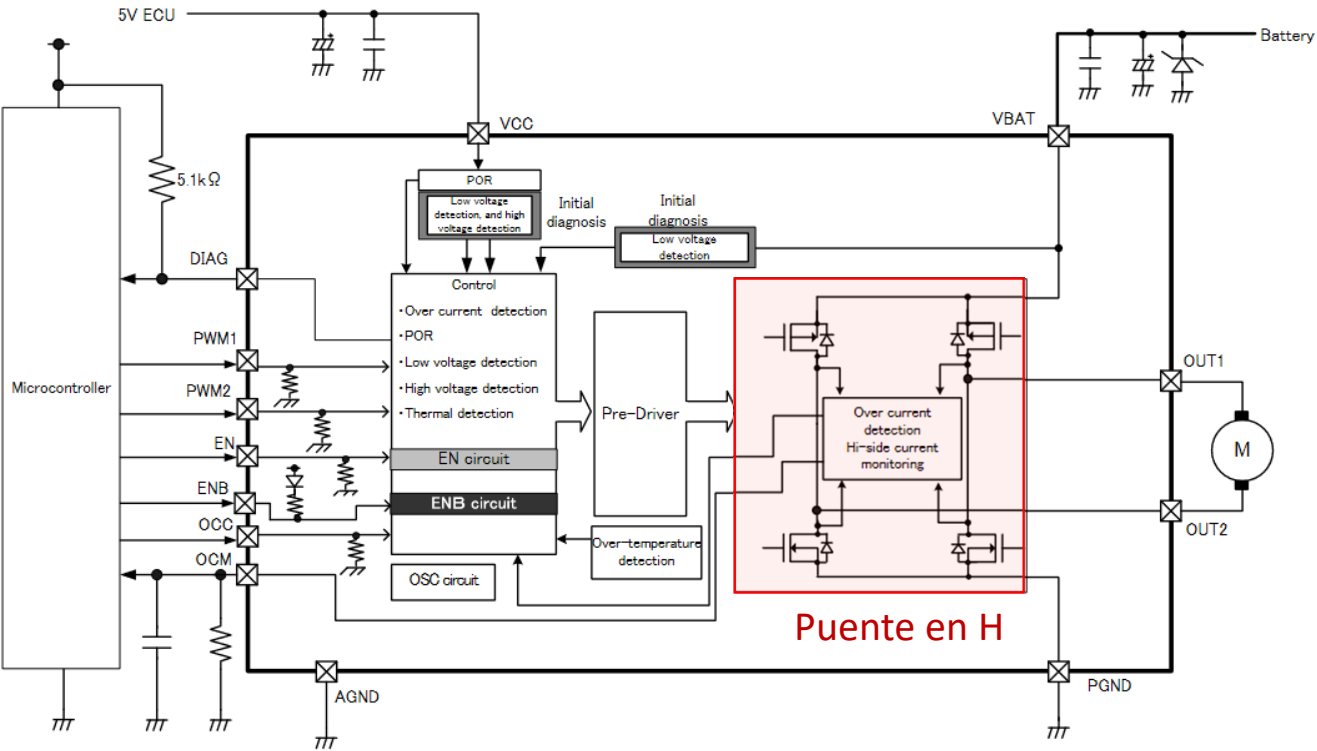 5V ECU
Battery
VCC
VBAT
5.1kΩ
POR
Low voltage
detection, and high
voltage detection
Initial
diagnosis
Initial
diagnosis
Low voltage
detection
DIAG
Control
・Over current detection
・POR
・Low voltage detection
・High voltage detection
・Thermal detection
PWM1
PWM2
Microcontroller
EN
ENB
OCC
OCM
EN circuit
ENB circuit
Pre-Driver
Over current
detection
Hi-side current
monitoring
OUT1
M
OUT2
Over-temperature
detection
OSC circuit
Puente en H
AGND
PGND